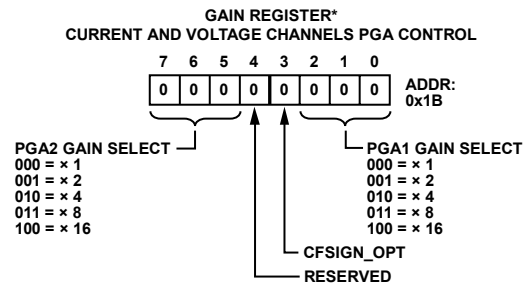 GAIN REGISTER*
CURRENT AND VOLTAGE CHANNELS PGA CONTROL
7 6 5 4 3 2 1 0
0 0 0 0 0 0 0 0
ADDR:
0x1B
PGA2 GAIN SELECT
000 = × 1
001 = × 2
010 = × 4
011 = × 8
100 = × 16
PGA1 GAIN SELECT
000 = × 1
001 = × 2
010 = × 4
011 = × 8
100 = × 16
CFSIGN_OPT
RESERVED